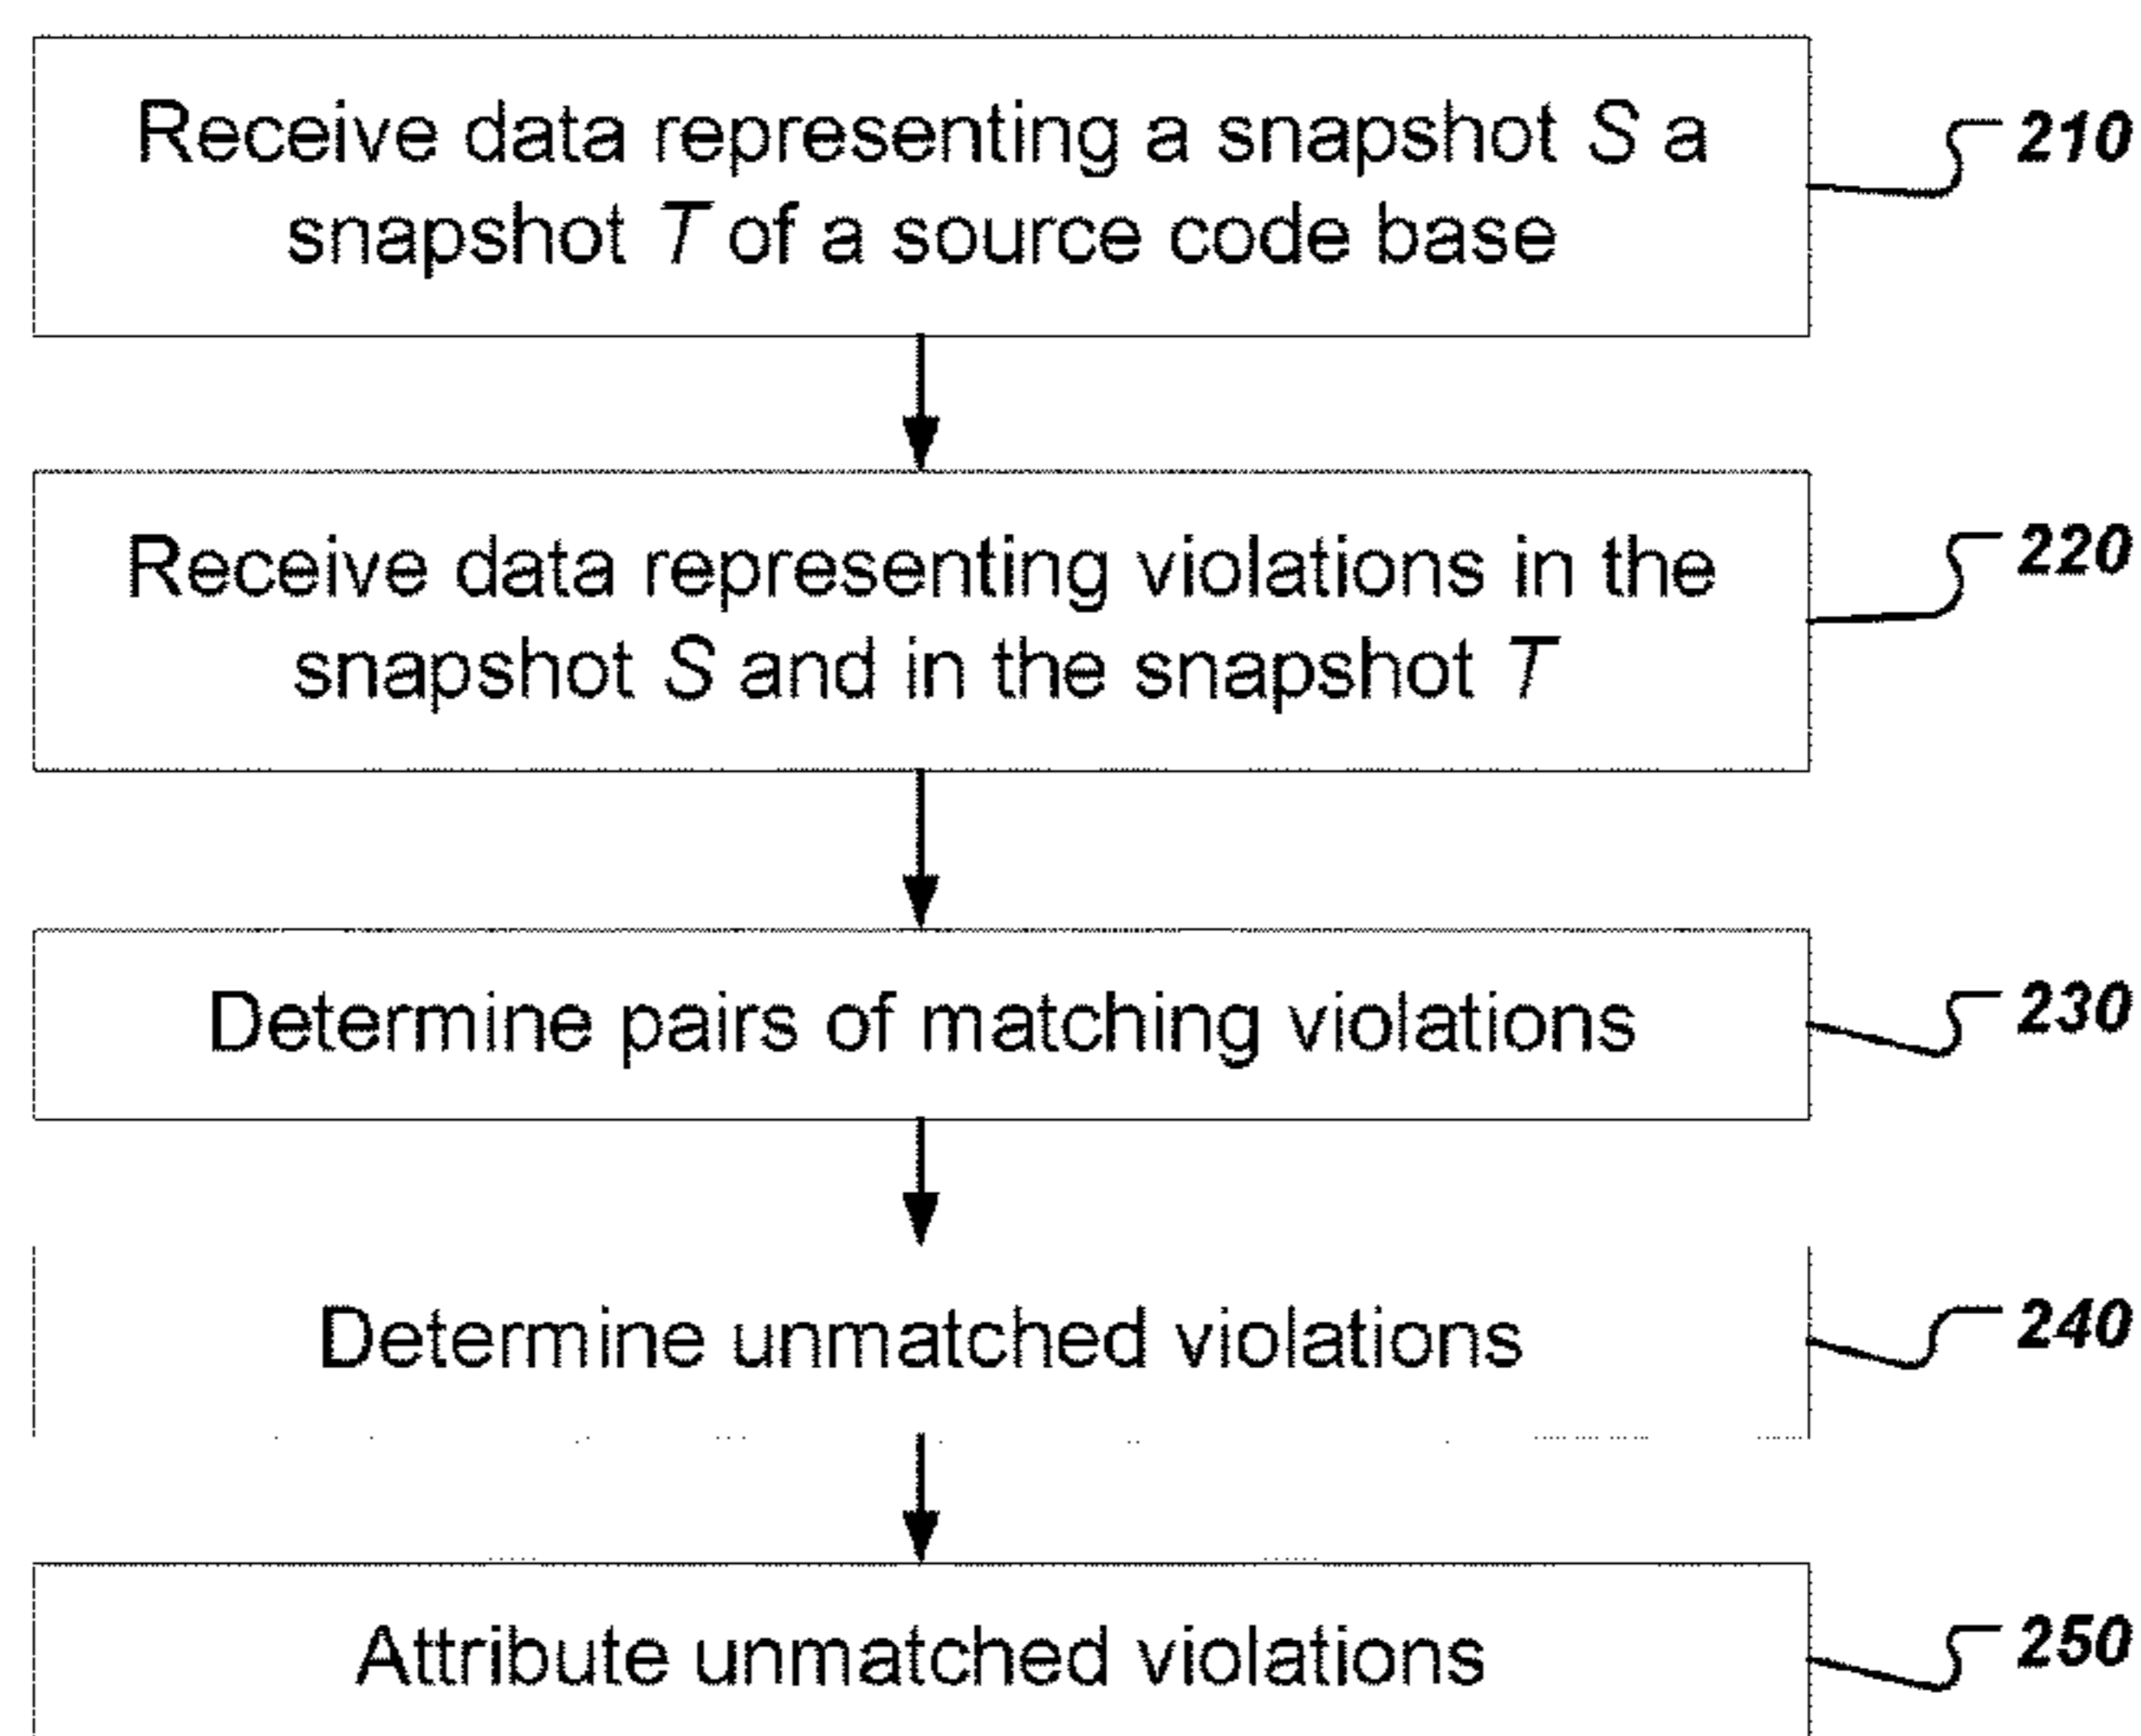 Receive data representing a snapshot S a
snapshot T of a source code base
210
Receive data representing violations in the
snapshot S and in the snapshot T
220
Determine pairs of matching violations
230
Determine unmatched violations
240
Attribute unmatched violations
250